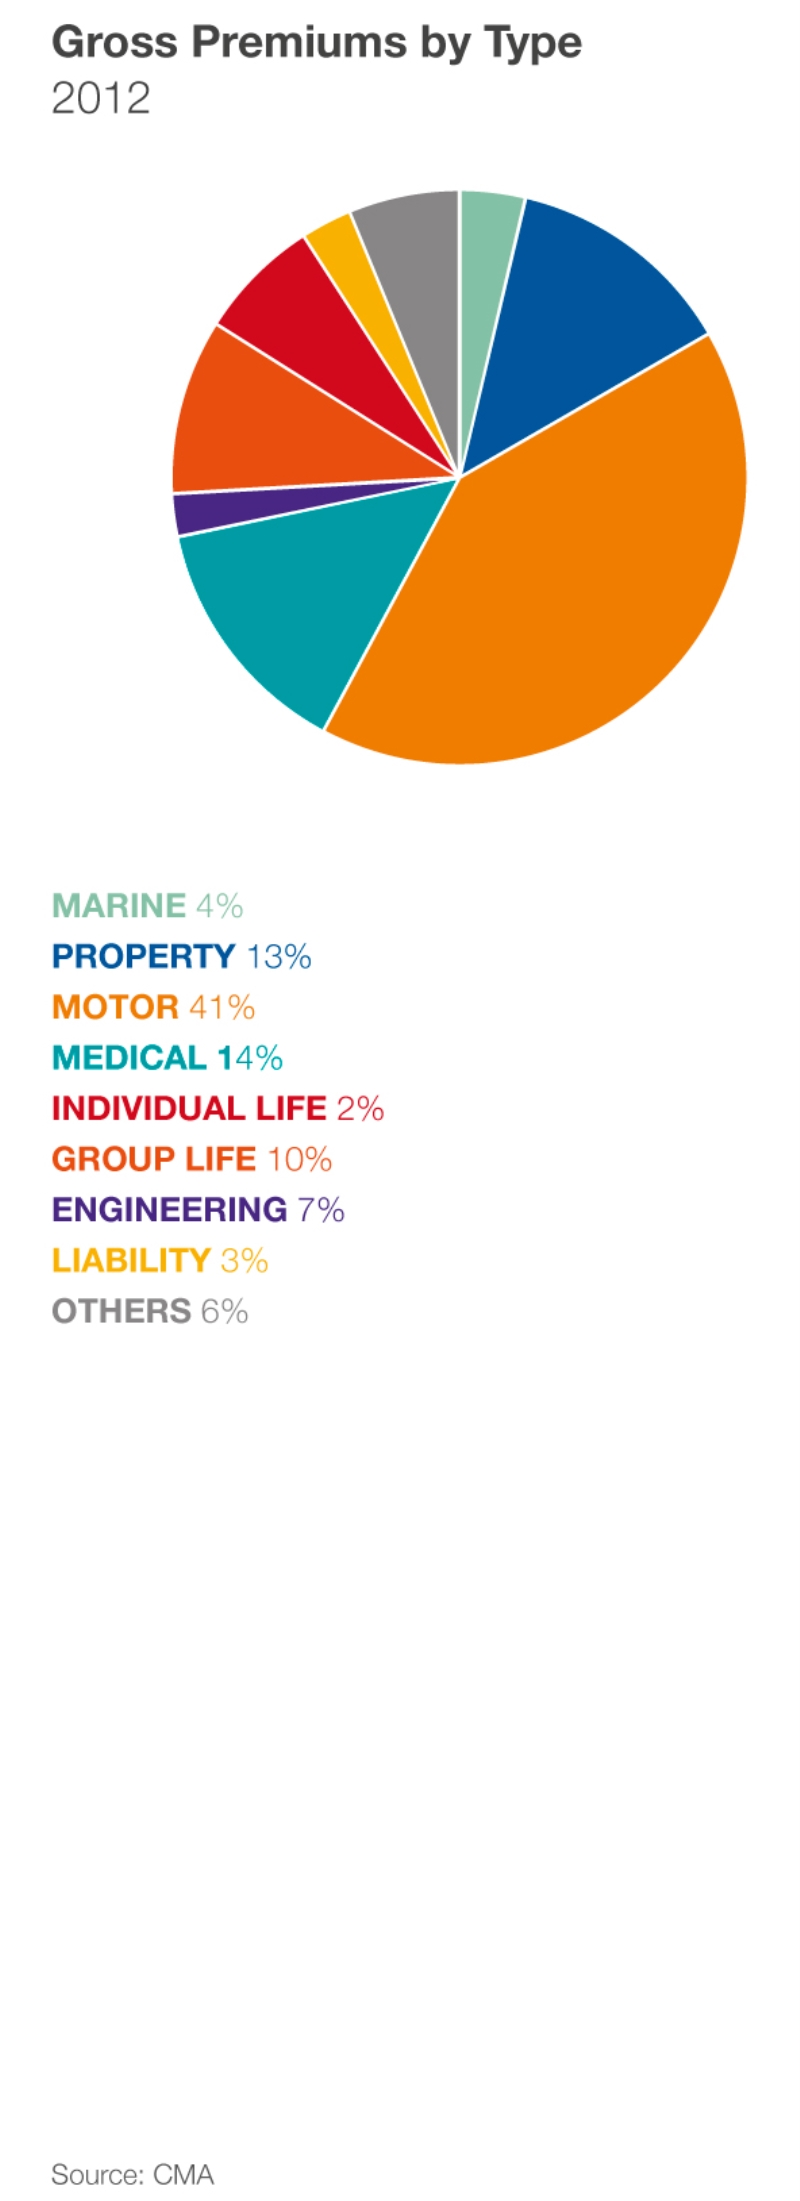 Gross Premiums by Type
2012
MARINE 4%
PROPERTY 13%
MOTOR 41%
MEDICAL 14%
INDIVIDUAL LIFE 2%
GROUP LIFE 10%
ENGINEERING 7%
LIABILITY 3%
OTHERS 6%
Source: CMA